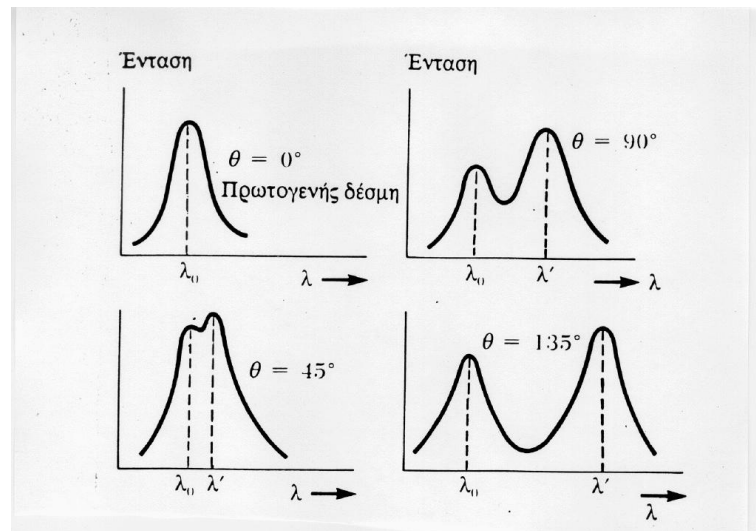 Ένταση
θ = 0°
Πρωτογενής δέσμη
λ₀
λ
Ένταση
θ = 90°
λ₀
λ′
λ
θ = 45°
λ₀
λ′
λ
θ = 135°
λ₀
λ′
λ